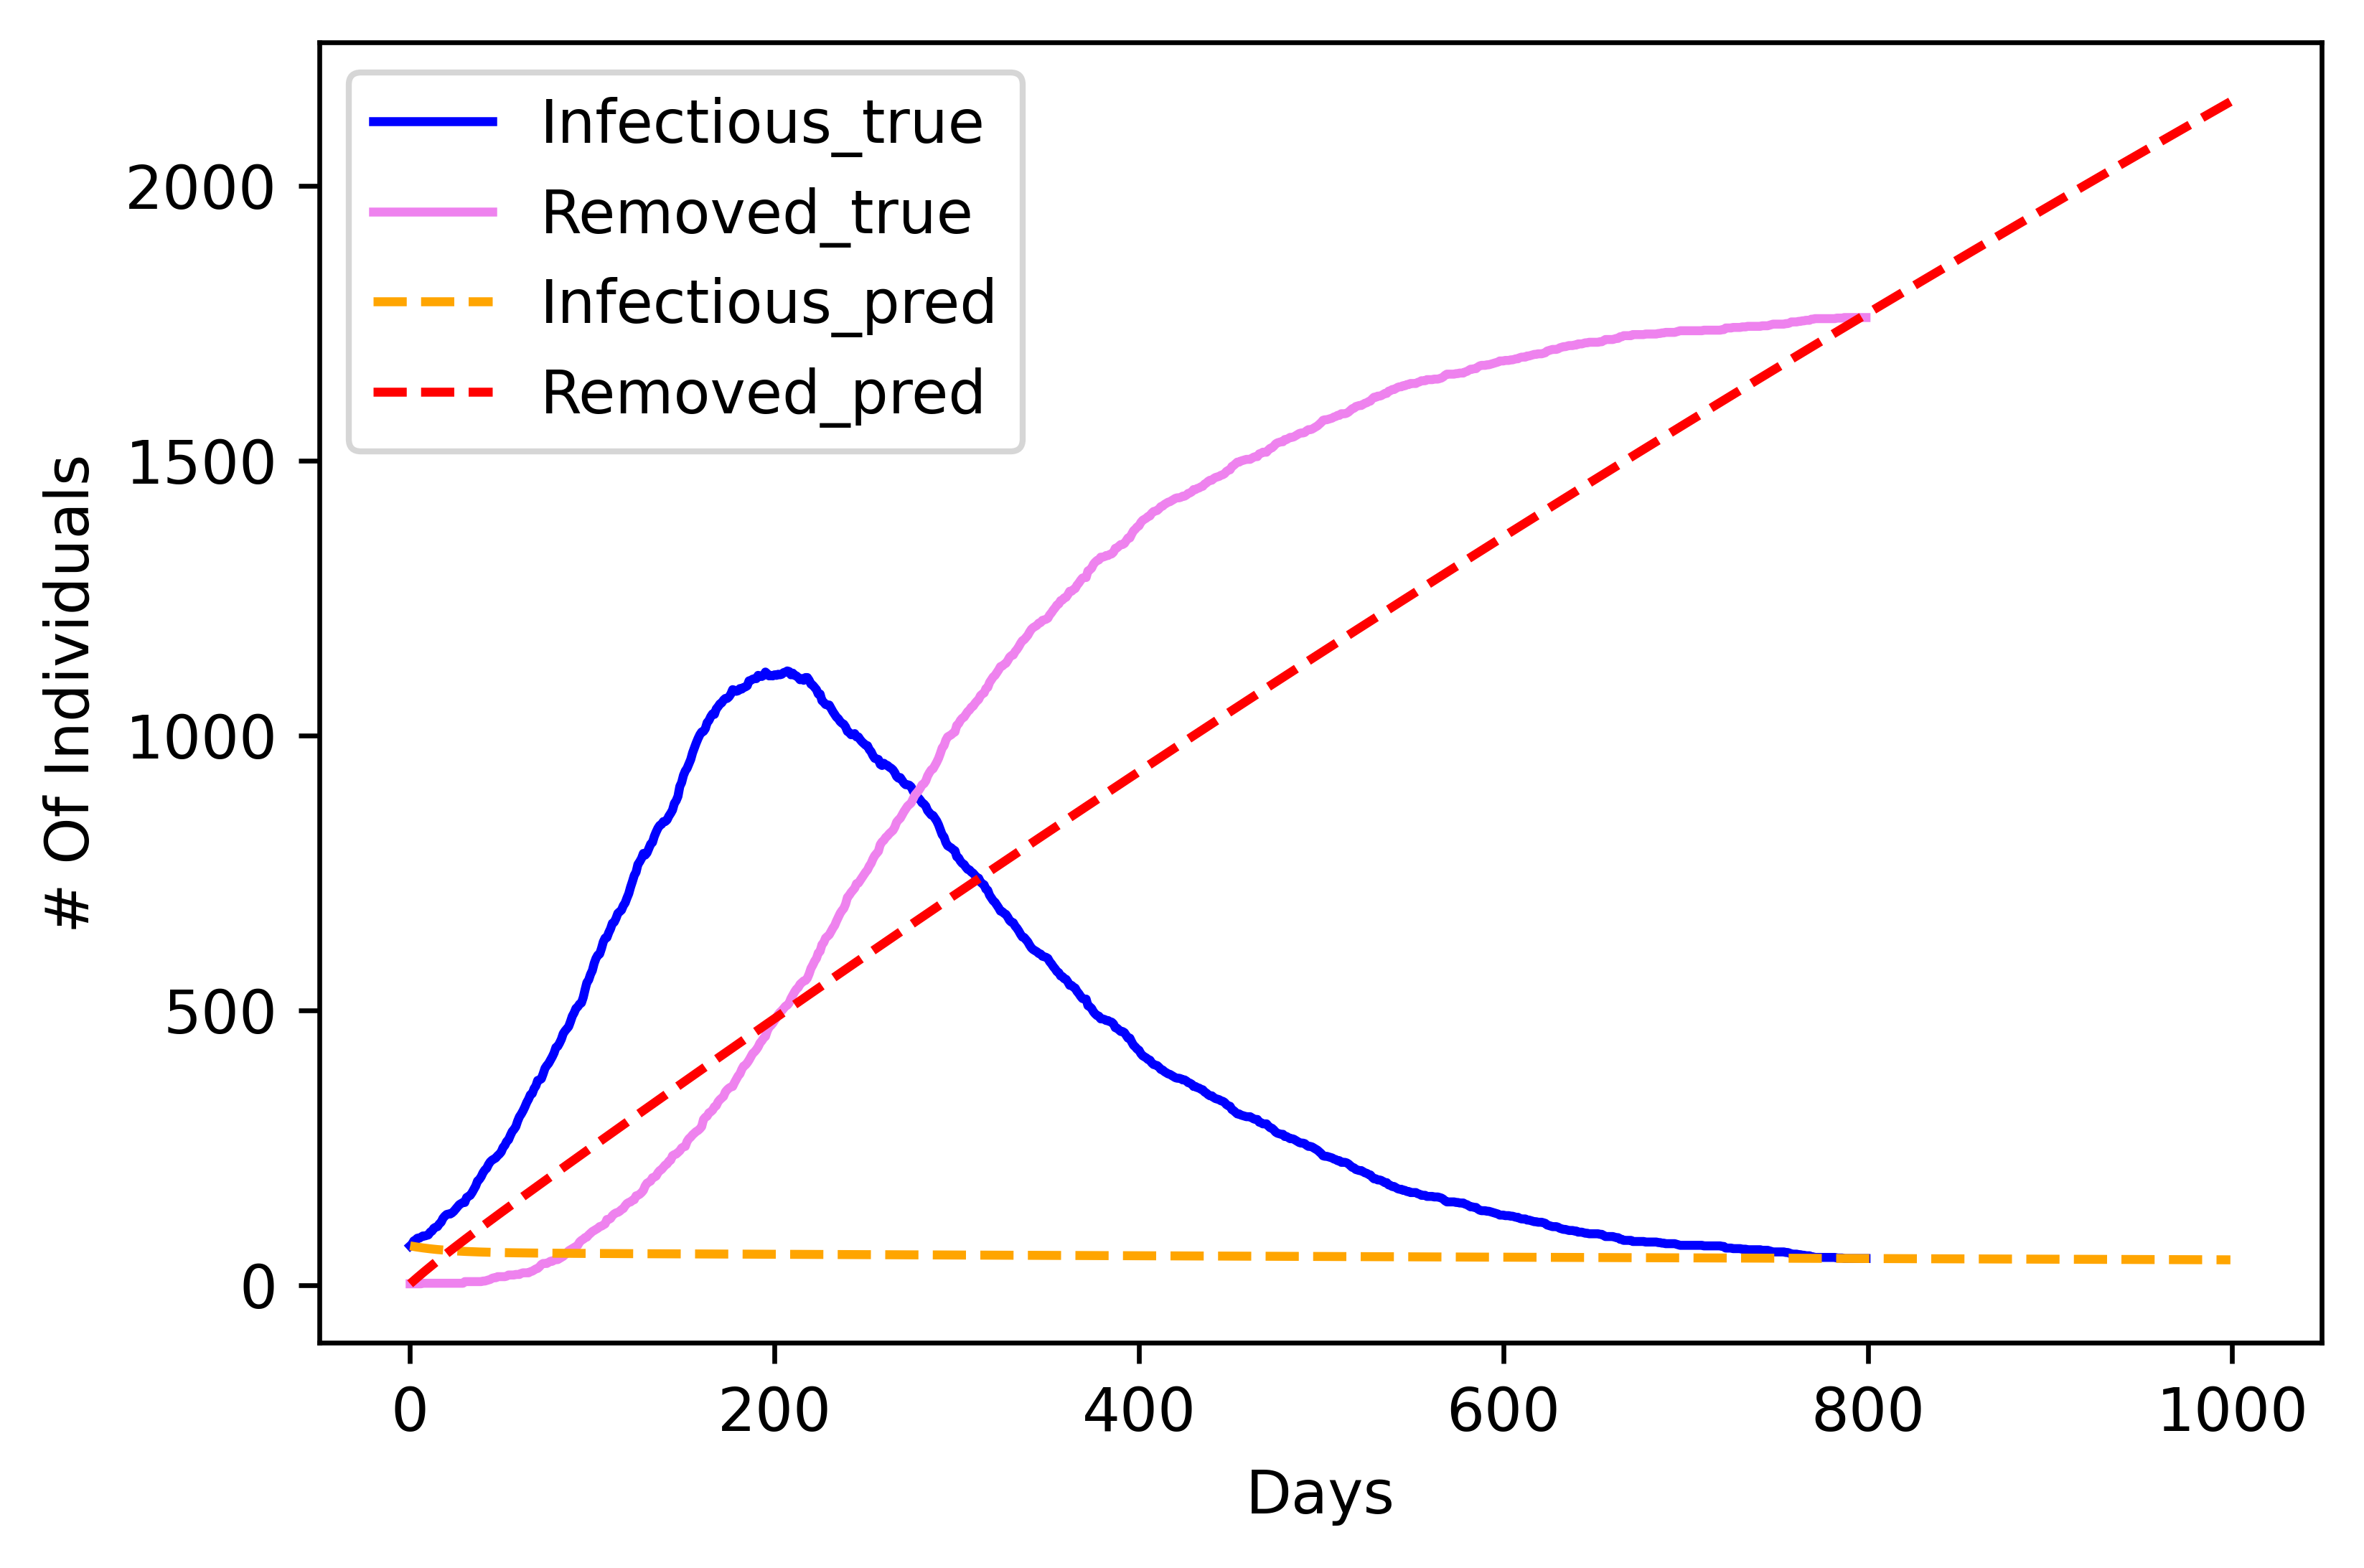 Infectious_true
Removed_true
Infectious_pred
Removed_pred
2000
1500
1000
500
0
# Of Individuals
0 200 400 600 800 1000
Days